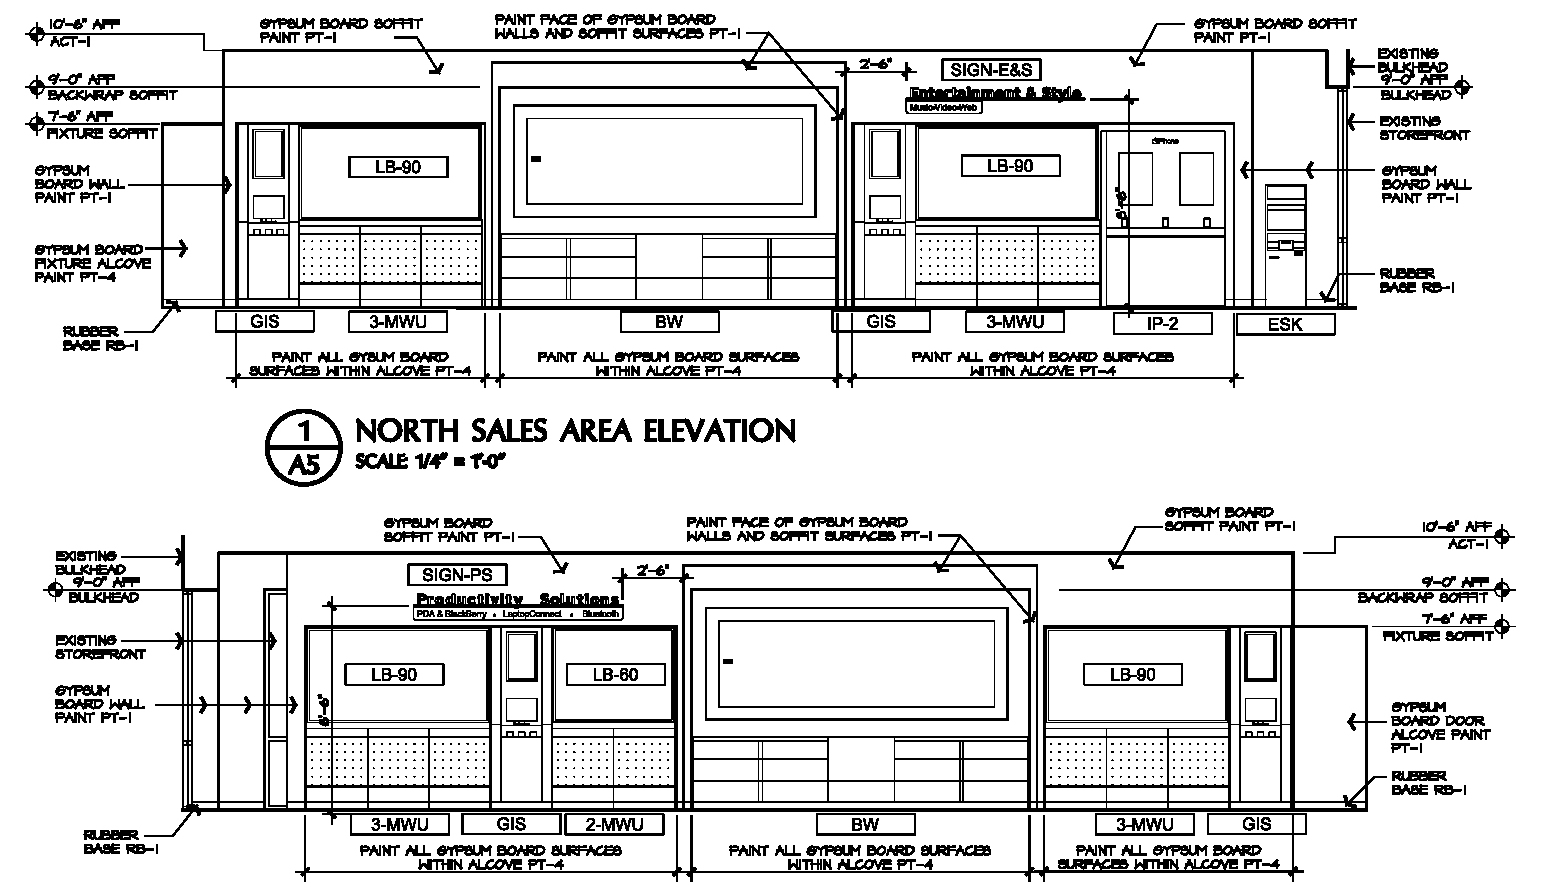 10'-6" AFF
ACT-1
GYPSUM BOARD SOFFIT
PAINT PT-1
PAINT FACE OF GYPSUM BOARD
WALLS AND SOFFIT SURFACES PT-1
GYPSUM BOARD SOFFIT
PAINT PT-1
2'-6"
SIGN-E&S
EXISTING
BULKHEAD
9'-0" AFF
BULKHEAD
9'-0" AFF
BACKWRAP SOFFIT
Entertainment & Style
Music•Video•Web
7'-6" AFF
FIXTURE SOFFIT
EXISTING
STOREFRONT
LB-90
LB-90
iPhone
GYPSUM
BOARD WALL
PAINT PT-1
GYPSUM
BOARD WALL
PAINT PT-1
GYPSUM BOARD
FIXTURE ALCOVE
PAINT PT-4
RUBBER
BASE RB-1
RUBBER
BASE RB-1
GIS
3-MWU
BW
GIS
3-MWU
IP-2
ESK
PAINT ALL GYSUM BOARD
SURFACES WITHIN ALCOVE PT-4
PAINT ALL GYPSUM BOARD SURFACES
WITHIN ALCOVE PT-4
PAINT ALL GYPSUM BOARD SURFACES
WITHIN ALCOVE PT-4
1
A5
NORTH SALES AREA ELEVATION
SCALE: 1/4" = 1'-0"
GYPSUM BOARD
SOFFIT PAINT PT-1
PAINT FACE OF GYPSUM BOARD
WALLS AND SOFFIT SURFACES PT-1
GYPSUM BOARD
SOFFIT PAINT PT-1
10'-6" AFF
ACT-1
EXISTING
BULKHEAD
9'-0" AFF
BULKHEAD
SIGN-PS
2'-6"
Productivity Solutions
PDA & BlackBerry • LaptopConnect • Bluetooth
9'-0" AFF
BACKWRAP SOFFIT
7'-6" AFF
FIXTURE SOFFIT
EXISTING
STOREFRONT
LB-90
LB-60
LB-90
GYPSUM
BOARD WALL
PAINT PT-1
GYPSUM
BOARD DOOR
ALCOVE PAINT
PT-1
RUBBER
BASE RB-1
RUBBER
BASE RB-1
3-MWU
GIS
2-MWU
BW
3-MWU
GIS
PAINT ALL GYPSUM BOARD SURFACES
WITHIN ALCOVE PT-4
PAINT ALL GYPSUM BOARD SURFACES
WITHIN ALCOVE PT-4
PAINT ALL GYPSUM BOARD
SURFACES WITHIN ALCOVE PT-4